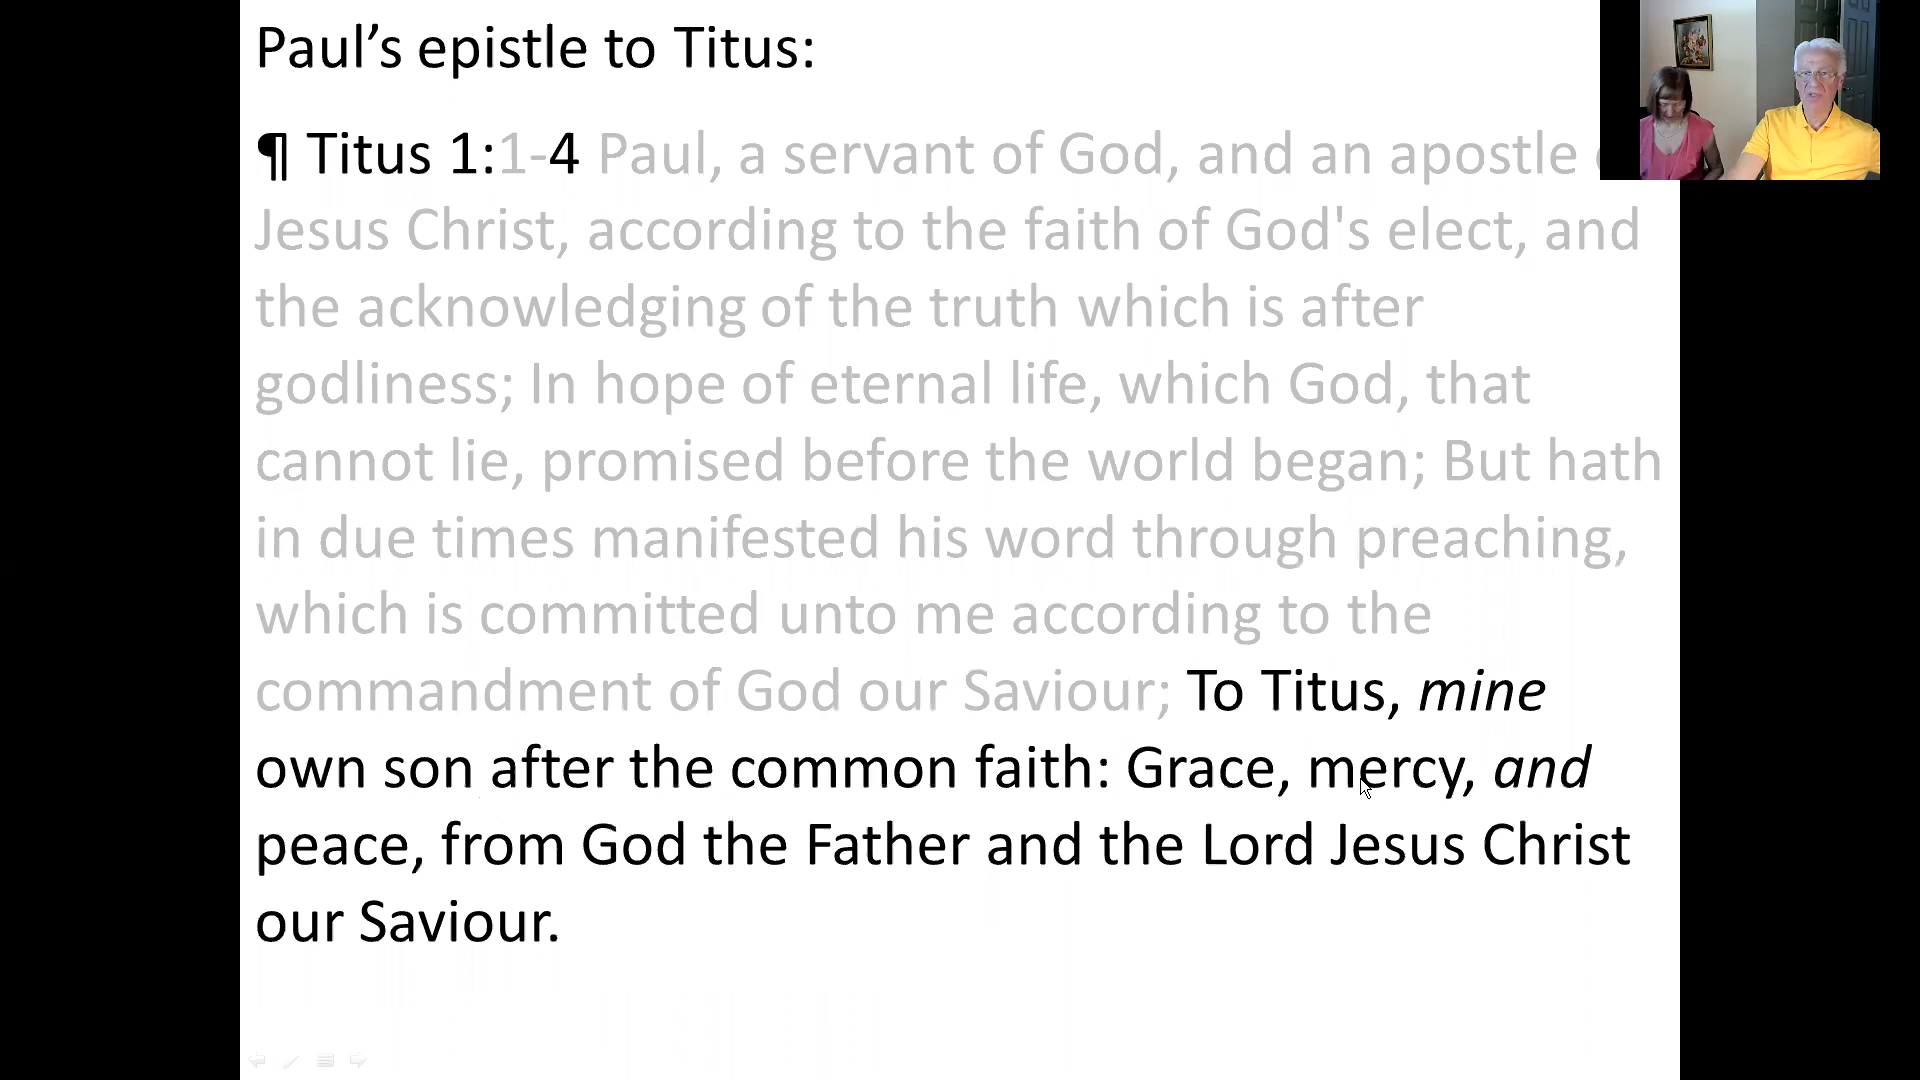 Paul’s epistle to Titus:
¶ Titus 1:1-4 Paul, a servant of God, and an apostle
Jesus Christ, according to the faith of God's elect, and
the acknowledging of the truth which is after
godliness; In hope of eternal life, which God, that
cannot lie, promised before the world began; But hath
in due times manifested his word through preaching,
which is committed unto me according to the
commandment of God our Saviour; To Titus, mine
own son after the common faith: Grace, mercy, and
peace, from God the Father and the Lord Jesus Christ
our Saviour.